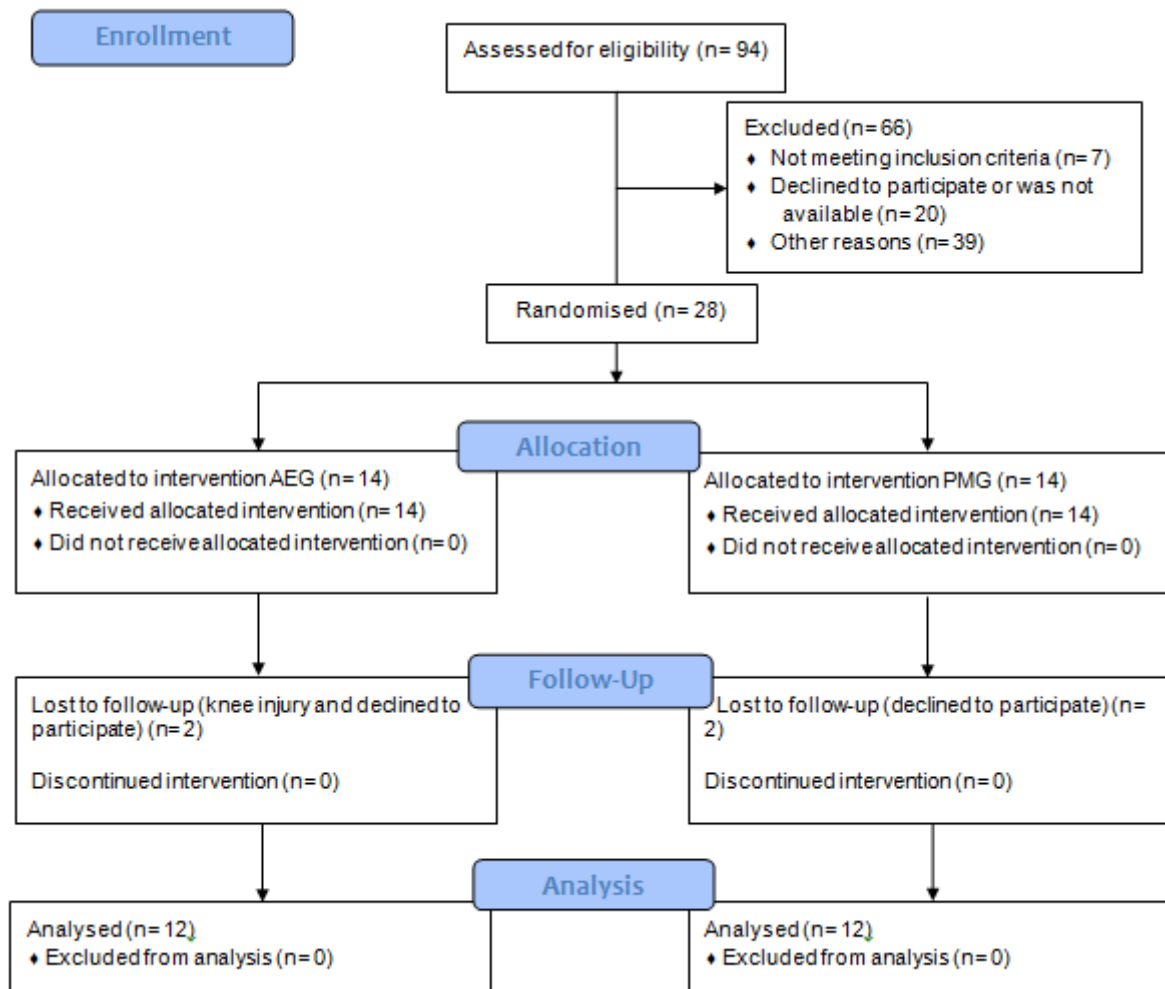 Enrollment
Assessed for eligibility (n= 94)
Excluded (n= 66)
♦ Not meeting inclusion criteria (n= 7)
♦ Declined to participate or was not
available (n= 20)
♦ Other reasons (n= 39)
Randomised (n= 28)
Allocation
Allocated to intervention AEG (n= 14)
♦ Received allocated intervention (n= 14)
♦ Did not receive allocated intervention (n= 0)
Allocated to intervention PMG (n= 14)
♦ Received allocated intervention (n= 14)
♦ Did not receive allocated intervention (n= 0)
Follow-Up
Lost to follow-up (knee injury and declined to
participate) (n= 2)
Discontinued intervention (n= 0)
Lost to follow-up (declined to participate) (n=
2)
Discontinued intervention (n= 0)
Analysis
Analysed (n= 12)
♦ Excluded from analysis (n= 0)
Analysed (n= 12)
♦ Excluded from analysis (n= 0)